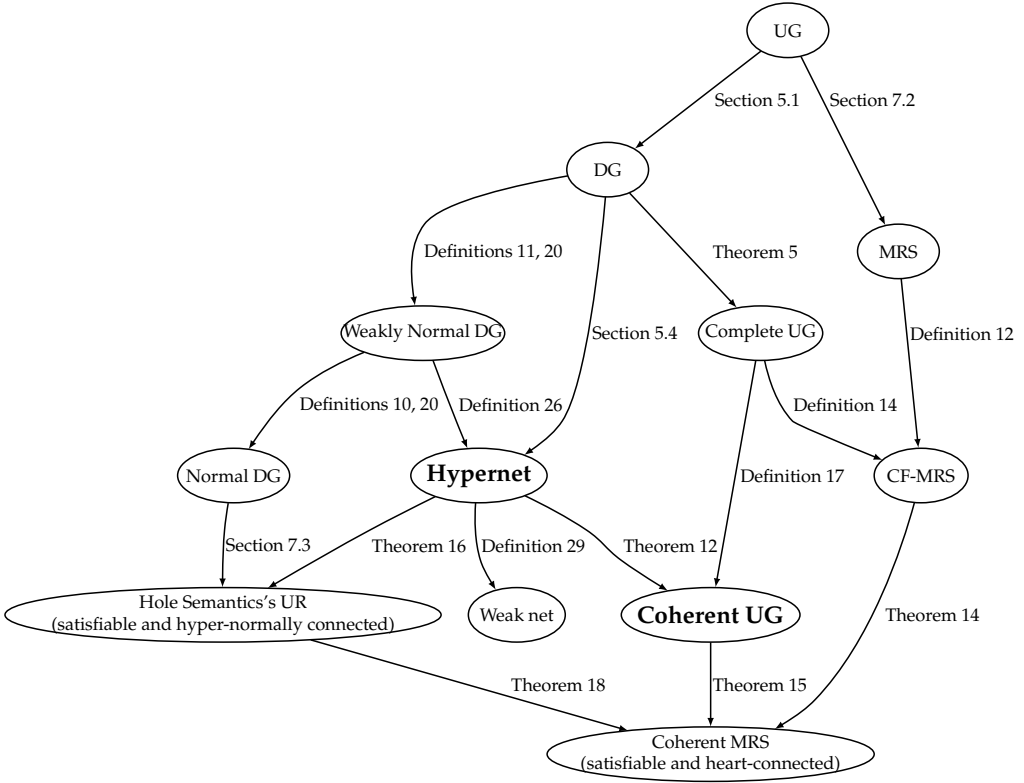 UG
Section 5.1
Section 7.2
DG
Definitions 11, 20
Theorem 5
MRS
Weakly Normal DG
Section 5.4
Complete UG
Definition 12
Definitions 10, 20
Definition 26
Definition 14
Normal DG
Hypernet
Definition 17
CF-MRS
Section 7.3
Theorem 16
Definition 29
Theorem 12
Hole Semantics's UR
(satisfiable and hyper-normally connected)
Weak net
Coherent UG
Theorem 14
Theorem 18
Theorem 15
Coherent MRS
(satisfiable and heart-connected)